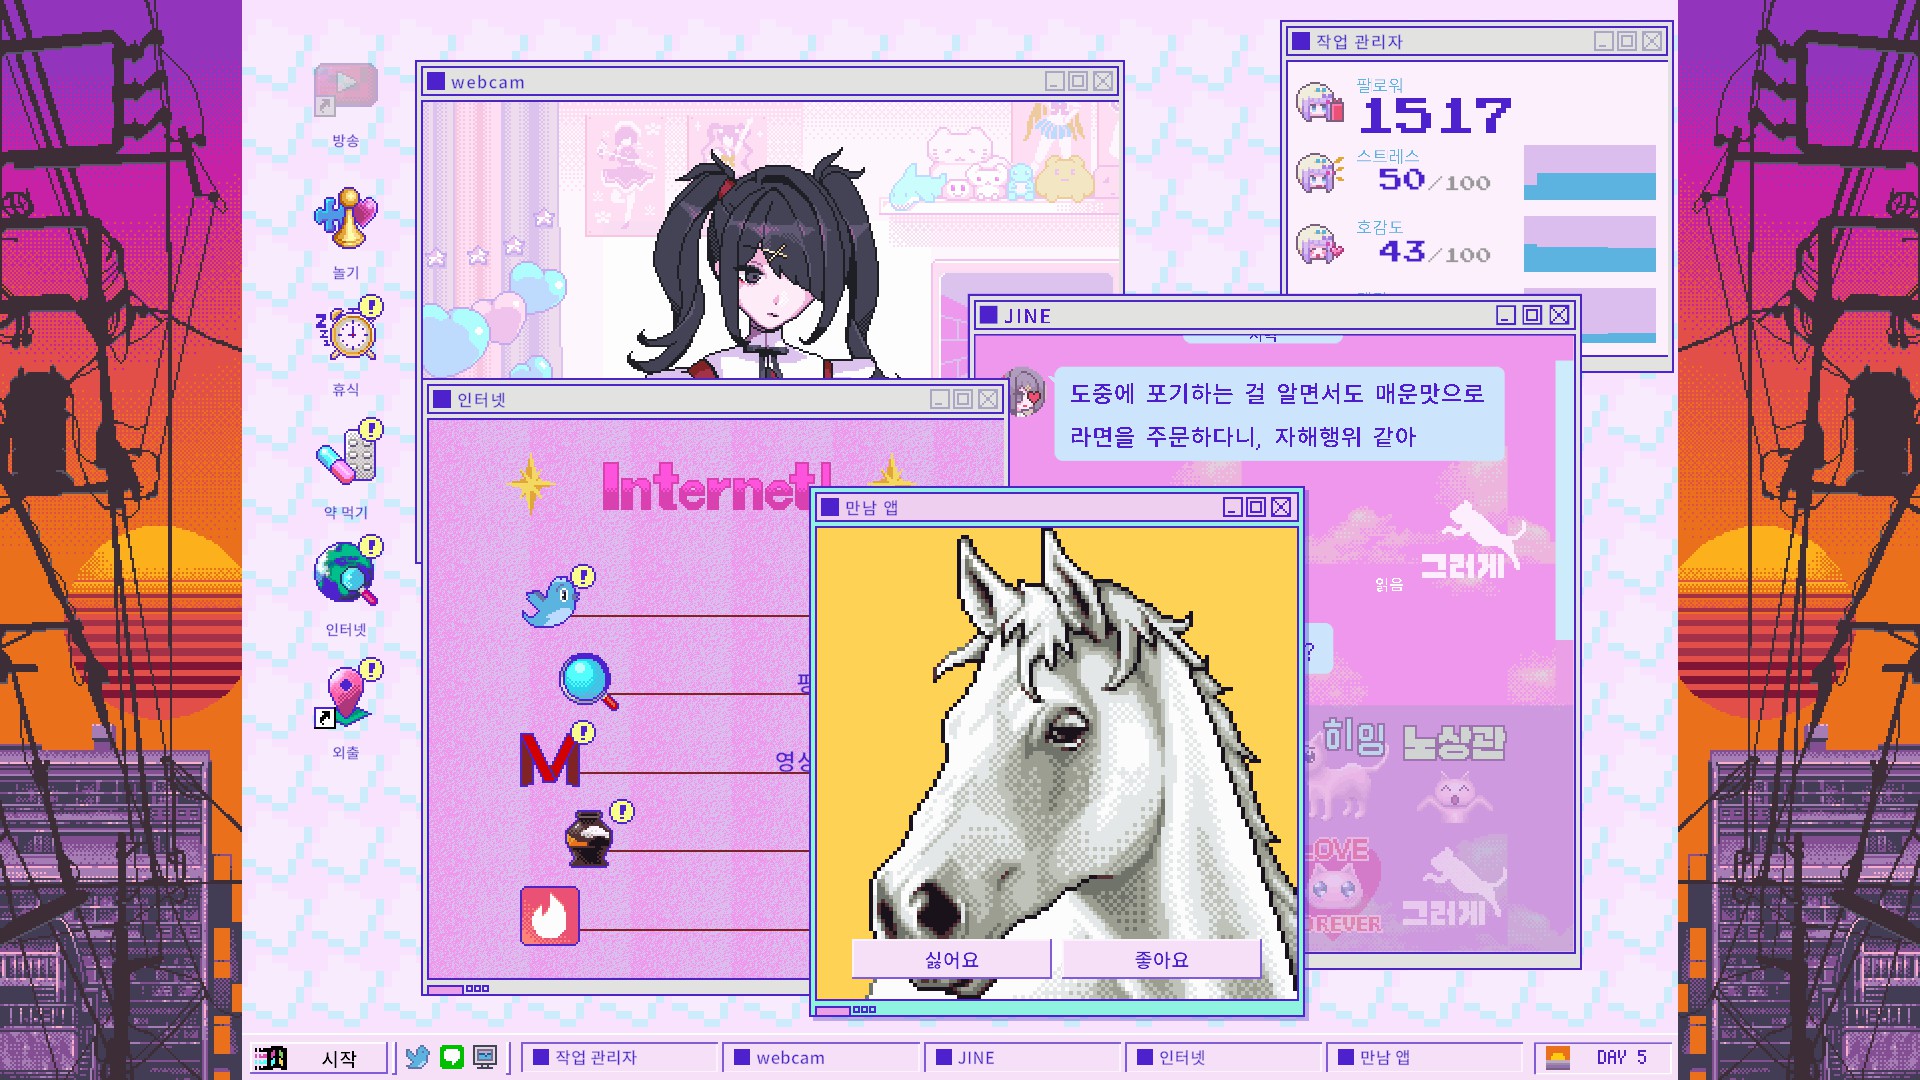 방송
놀기
휴식
약 먹기
인터넷
외출
webcam
작업 관리자
팔로워
1517
스트레스
50/100
호감도
43/100
JINE
도중에 포기하는 걸 알면서도 매운맛으로
라면을 주문하다니, 자해행위 같아
그러게
읽음
?
히잉
노상관
LOVE
FOREVER
그러게
인터넷
Internet!
영상
만남 앱
싫어요
좋아요
시작
작업 관리자
webcam
JINE
인터넷
만남 앱
DAY 5